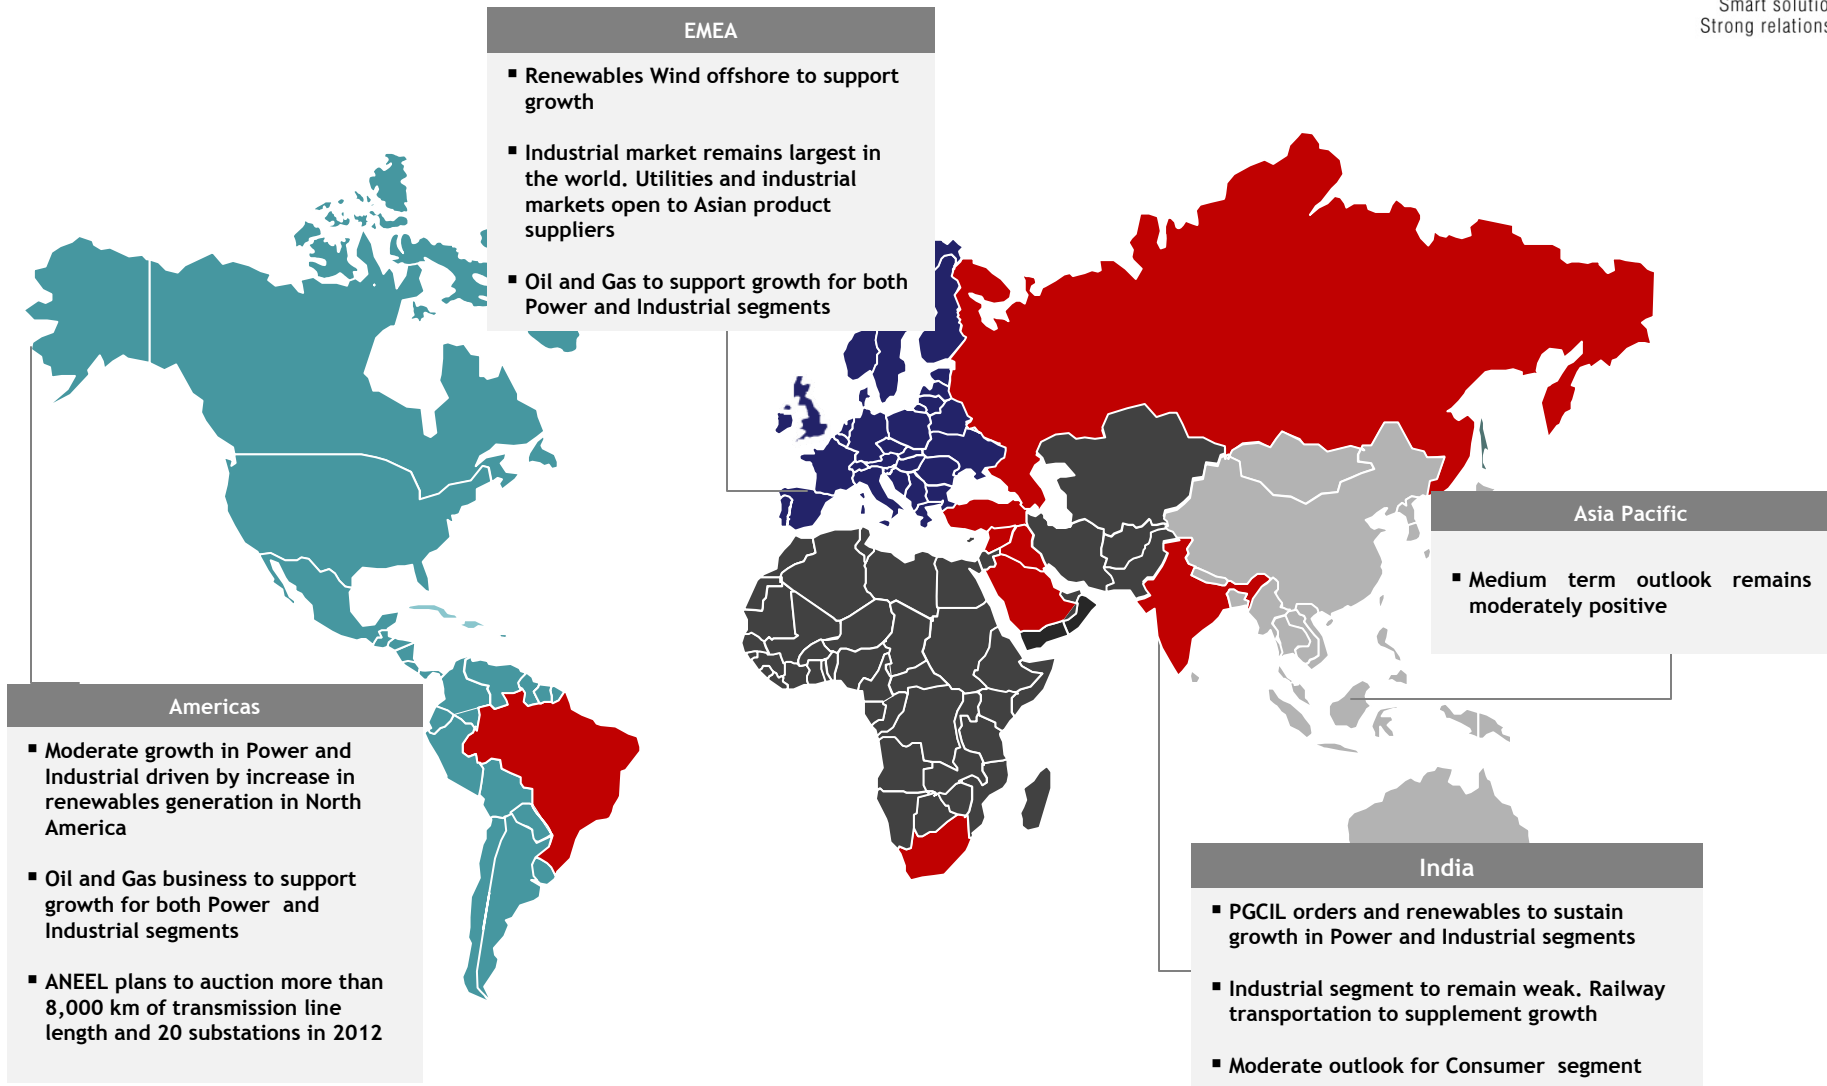 Strong relations
EMEA
▪ Renewables Wind offshore to support
growth
▪ Industrial market remains largest in
the world. Utilities and industrial
markets open to Asian product
suppliers
▪ Oil and Gas to support growth for both
Power and Industrial segments
Asia Pacific
▪ Medium term outlook remains
moderately positive
Americas
▪ Moderate growth in Power and
Industrial driven by increase in
renewables generation in North
America
▪ Oil and Gas business to support
growth for both Power and
Industrial segments
▪ ANEEL plans to auction more than
8,000 km of transmission line
length and 20 substations in 2012
India
▪ PGCIL orders and renewables to sustain
growth in Power and Industrial segments
▪ Industrial segment to remain weak. Railway
transportation to supplement growth
▪ Moderate outlook for Consumer segment